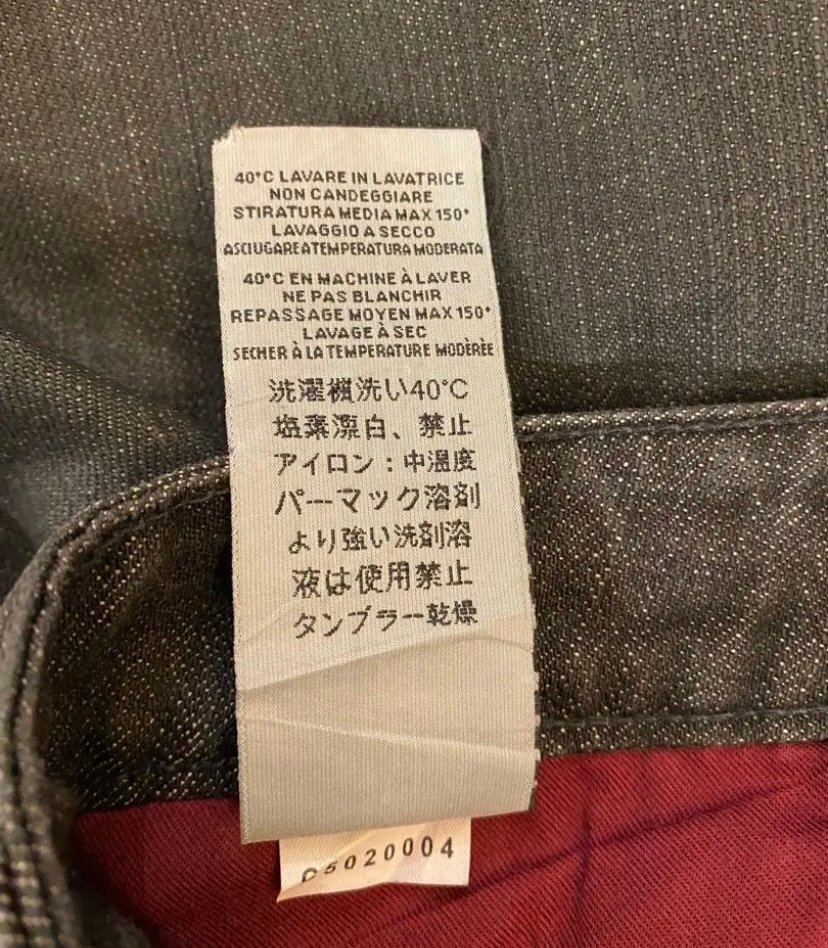 40°C LAVARE IN LAVATRICE
NON CANDEGGIARE
STIRATURA MEDIA MAX 150°
LAVAGGIO A SECCO
ASCIUGARE A TEMPERATURA MODERATA
40°C EN MACHINE À LAVER
NE PAS BLANCHIR
REPASSAGE MOYEN MAX 150°
LAVAGE À SEC
SECHER À LA TEMPERATURE MODÈRÈE
洗濯機洗い40°C
塩素漂白、禁止
アイロン：中温度
パーマック溶剤
より強い洗剤溶
液は使用禁止
タンブラー乾燥
D5020004